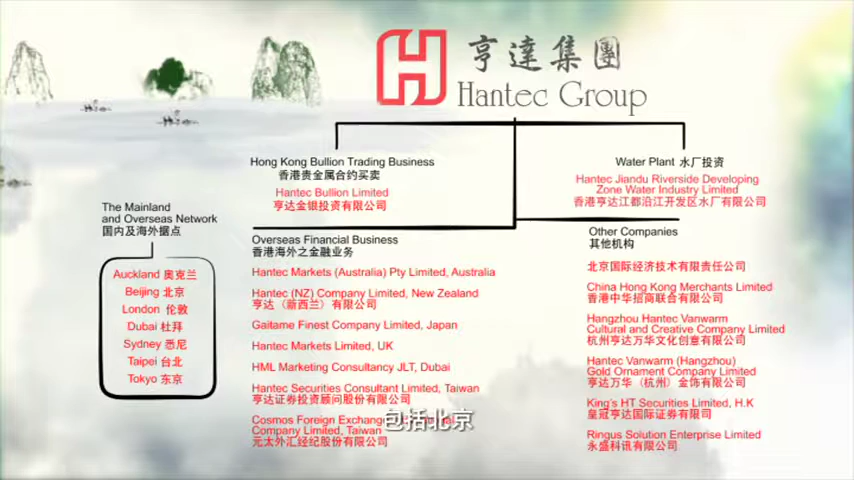 亨達集團
Hantec Group
Hong Kong Bullion Trading Business
香港贵金属合约买卖
Hantec Bullion Limited
亨达金银投资有限公司
Water Plant 水厂投资
Hantec Jiandu Riverside Developing
Zone Water Industry Limited
香港亨达江都沿江开发区水厂有限公司
The Mainland
and Overseas Network
国内及海外据点
Auckland 奥克兰
Beijing 北京
London 伦敦
Dubai 杜拜
Sydney 悉尼
Taipei 台北
Tokyo 东京
Overseas Financial Business
香港海外之金融业务
Hantec Markets (Australia) Pty Limited, Australia
Hantec (NZ) Company Limited, New Zealand
亨达（新西兰）有限公司
Gaitame Finest Company Limited, Japan
Hantec Markets Limited, UK
HML Marketing Consultancy JLT, Dubai
Hantec Securities Consultant Limited, Taiwan
亨达证券投资顾问股份有限公司
Cosmos Foreign Exchange
Company Limited, Taiwan
元太外汇经纪股份有限公司
Other Companies
其他机构
北京国际经济技术有限责任公司
China Hong Kong Merchants Limited
香港中华招商联合有限公司
Hangzhou Hantec Vanwarm
Cultural and Creative Company Limited
杭州亨达万华文化创意有限公司
Hantec Vanwarm (Hangzhou)
Gold Ornament Company Limited
亨达万华（杭州）金饰有限公司
King's HT Securities Limited, H.K
皇冠亨达国际证券有限公司
Ringus Solution Enterprise Limited
永盛科讯有限公司
包括北京